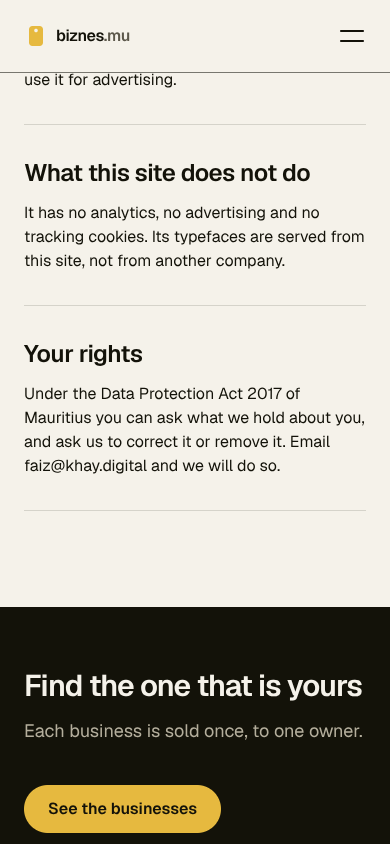 biznes.mu
use it for advertising.
What this site does not do
It has no analytics, no advertising and no
tracking cookies. Its typefaces are served from
this site, not from another company.
Your rights
Under the Data Protection Act 2017 of
Mauritius you can ask what we hold about you,
and ask us to correct it or remove it. Email
faiz@khay.digital and we will do so.
Find the one that is yours
Each business is sold once, to one owner.
See the businesses